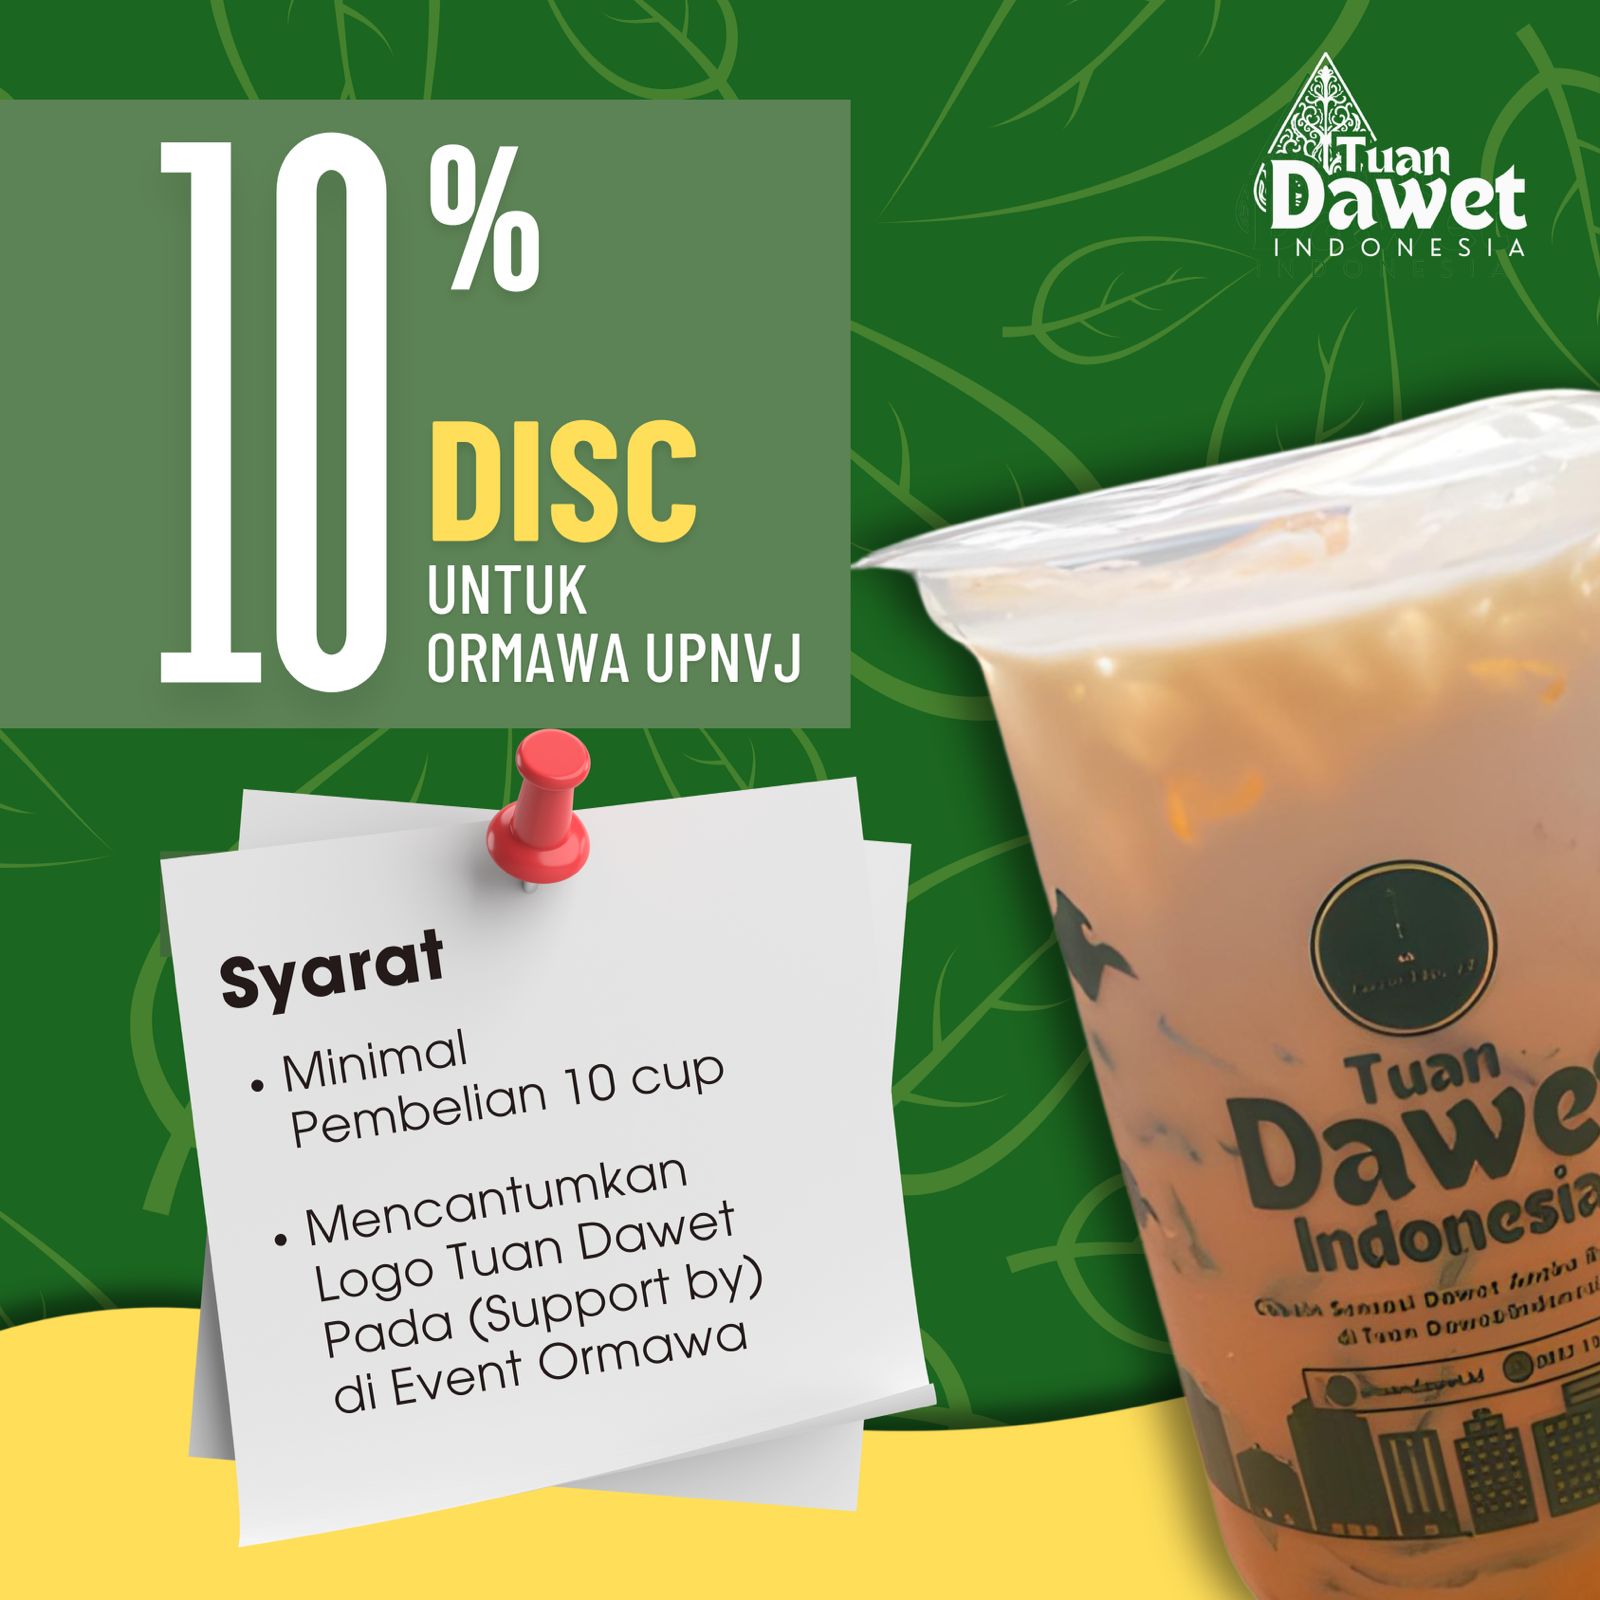 10%
DISC
UNTUK
ORMAWA UPNVJ
Tuan
Dawet
INDONESIA
Syarat
• Minimal
Pembelian 10 cup
• Mencantumkan
Logo Tuan Dawet
Pada (Support by)
di Event Ormawa
Tuan
Dawe
Indonesia